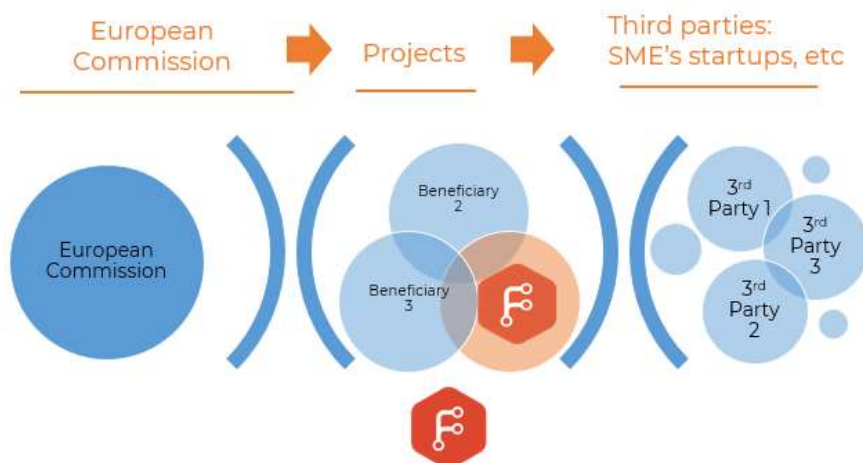 European
Commission
Projects
Third parties:
SME's startups, etc
European
Commission
Beneficiary
2
Beneficiary
3
3rd
Party 1
3rd
Party
3
3rd
Party
2